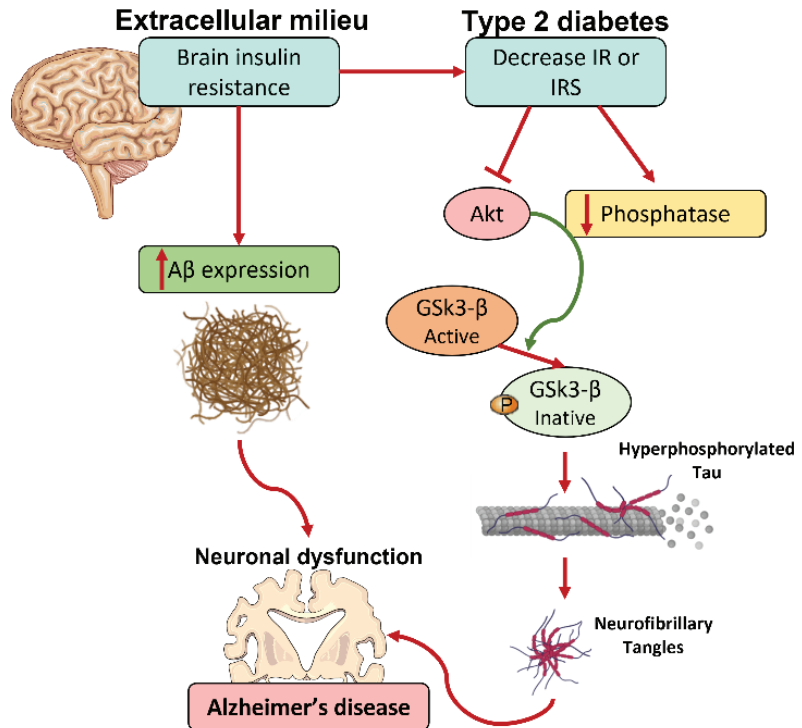 Extracellular milieu
Type 2 diabetes
Brain insulin
resistance
Decrease IR or
IRS
Akt
Phosphatase
Aβ expression
GSk3-β
Active
GSk3-β
Inative
P
Hyperphosphorylated
Tau
Neuronal dysfunction
Neurofibrillary
Tangles
Alzheimer's disease